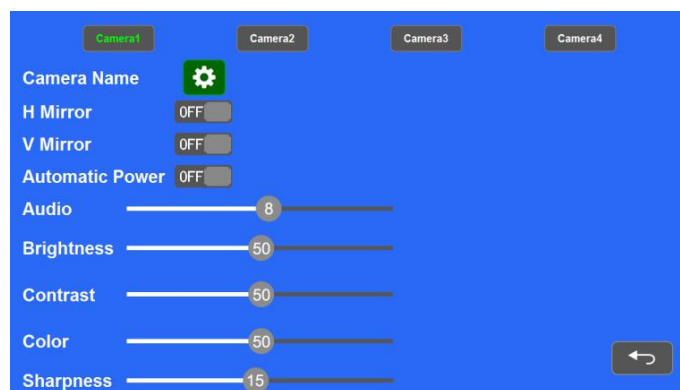 Camera1 Camera2 Camera3 Camera4
Camera Name
H Mirror OFF
V Mirror OFF
Automatic Power OFF
Audio 8
Brightness 50
Contrast 50
Color 50
Sharpness 15